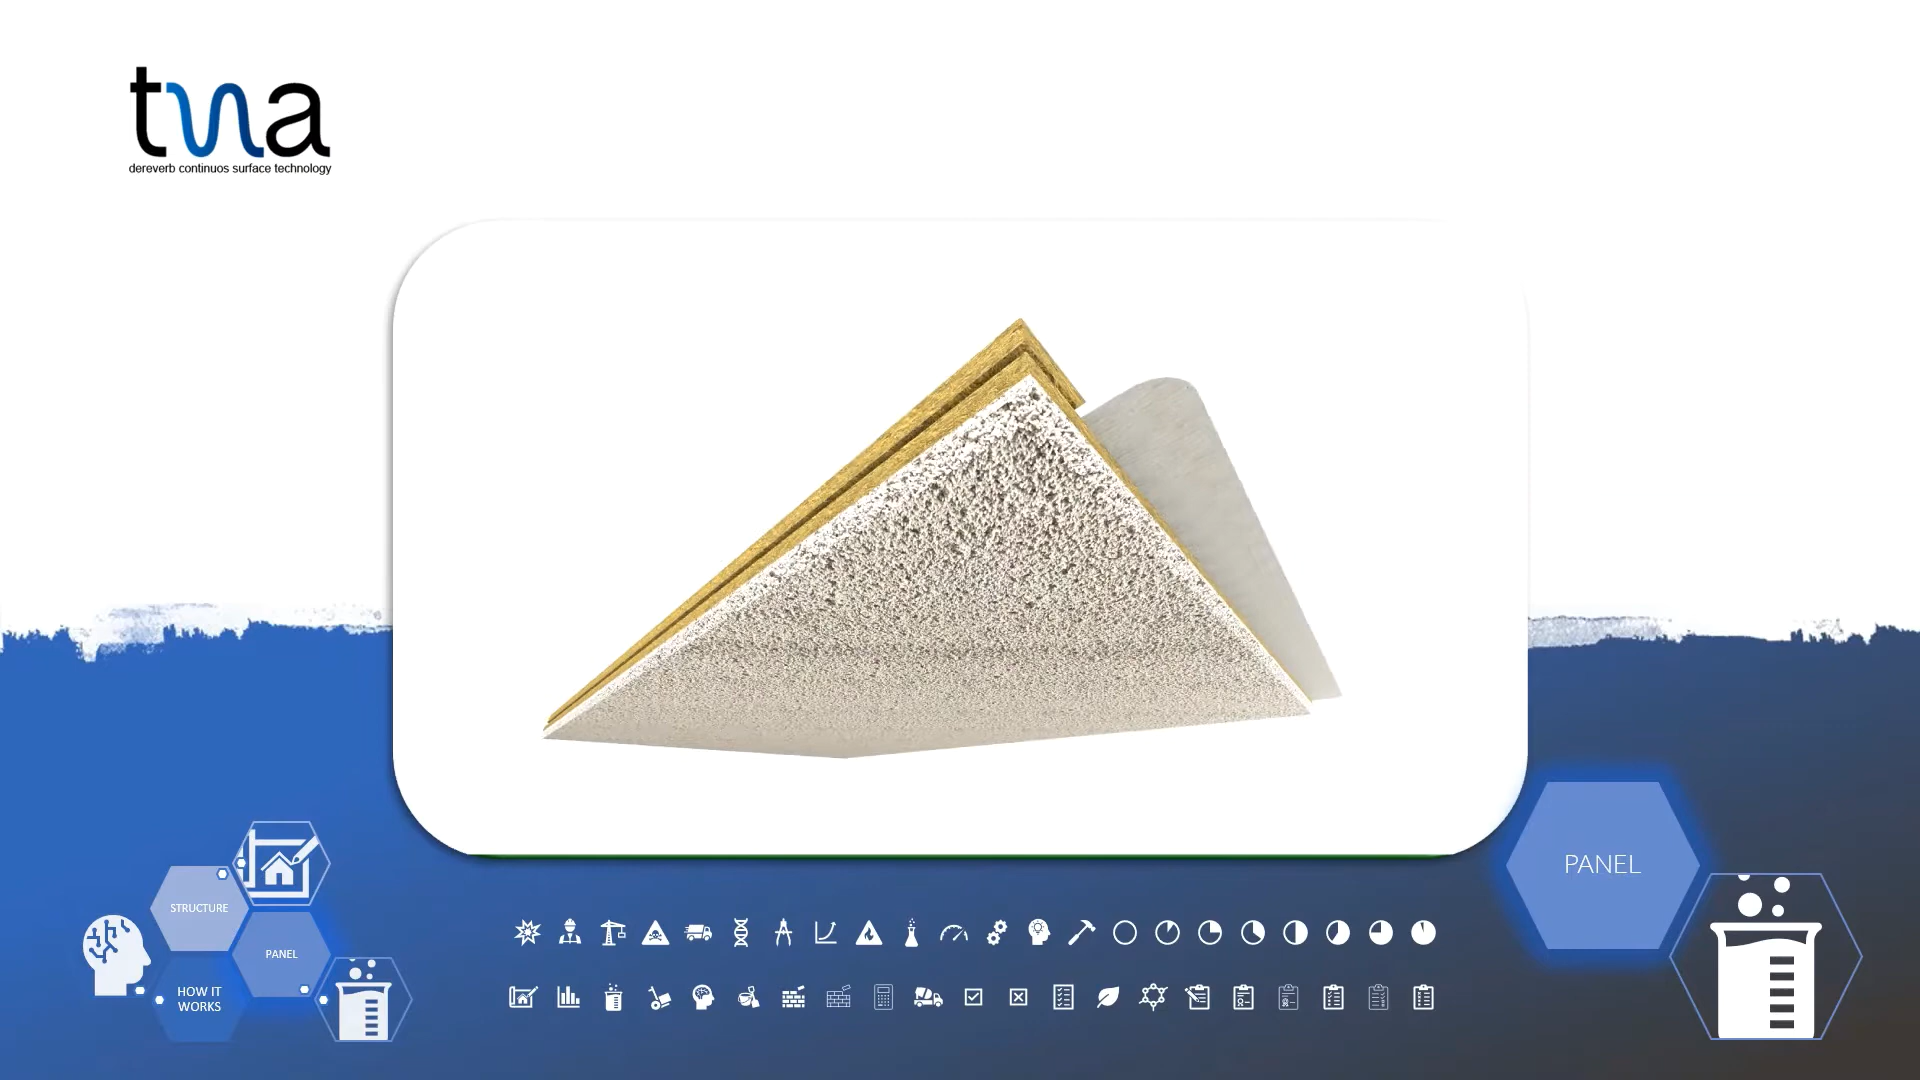 tna
dereverb continuos surface technology
STRUCTURE
PANEL
HOW IT
WORKS
PANEL